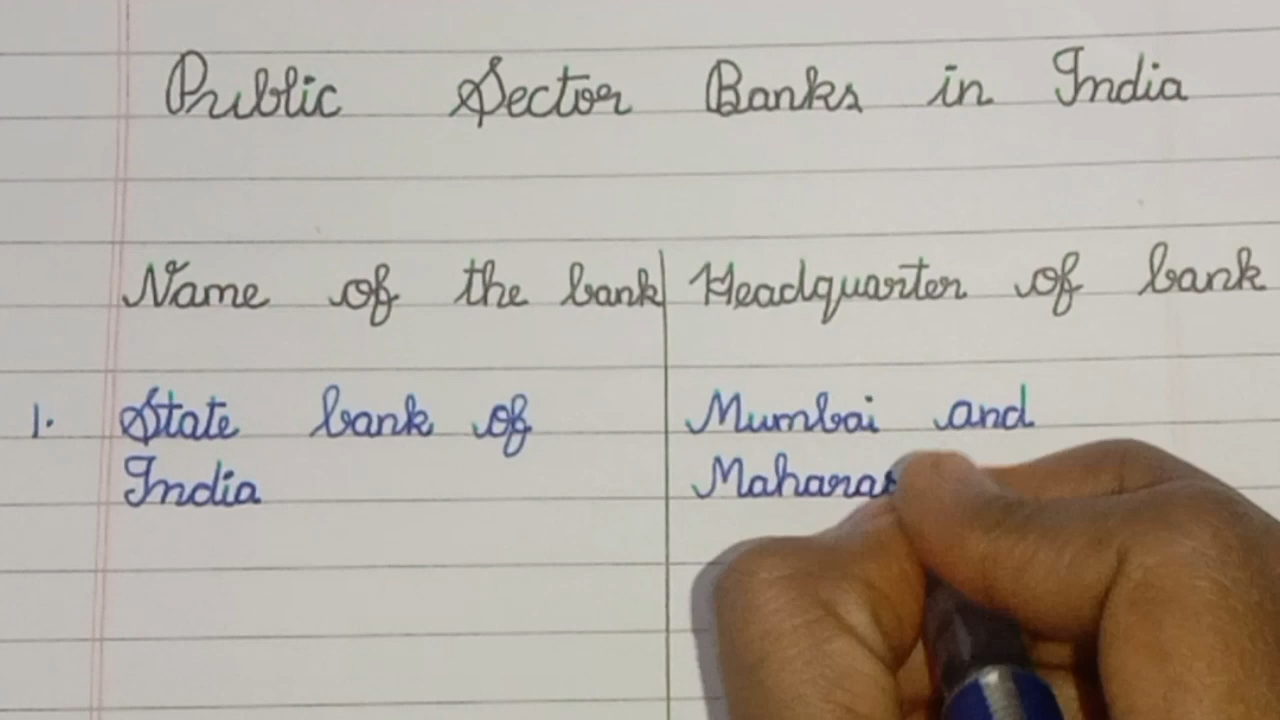 Public Sector Banks in India
Name of the bank Headquarter of bank
1. State bank of Mumbai and
India